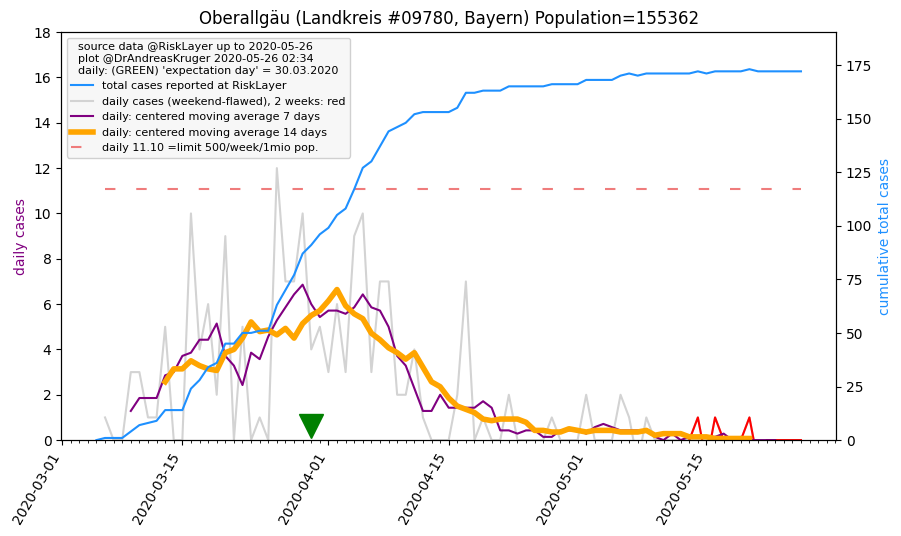 Oberallgäu (Landkreis #09780, Bayern) Population=155362
source data @RiskLayer up to 2020-05-26
plot @DrAndreasKruger 2020-05-26 02:34
daily: (GREEN) 'expectation day' = 30.03.2020
total cases reported at RiskLayer
daily cases (weekend-flawed), 2 weeks: red
daily: centered moving average 7 days
daily: centered moving average 14 days
daily 11.10 =limit 500/week/1mio pop.
daily cases
18
16
14
12
10
8
6
4
2
0
175
150
125
100
75
50
25
0
cumulative total cases
2020-03-01
2020-03-15
2020-04-01
2020-04-15
2020-05-01
2020-05-15